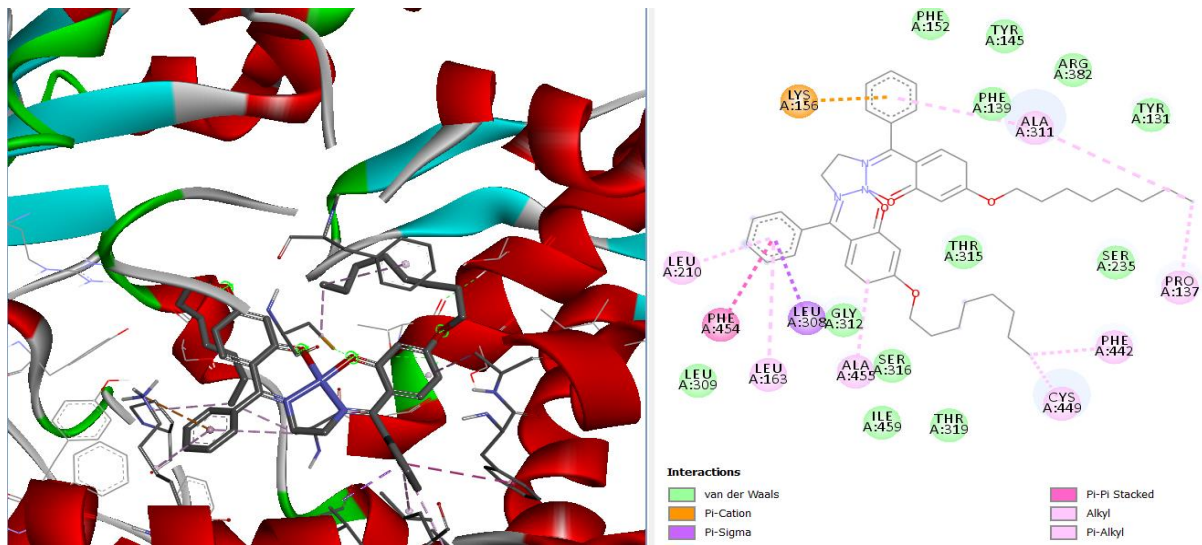 PHE
A:152
TYR
A:145
ARG
A:382
LYS
A:156
PHE
A:139
ALA
A:311
TYR
A:131
N
N
N
N
O
O
O
THR
A:315
SER
A:235
LEU
A:210
PRO
A:137
PHE
A:454
LEU
A:308
GLY
A:312
O
PHE
A:442
LEU
A:309
LEU
A:163
ALA
A:455
SER
A:316
CYS
A:449
ILE
A:459
THR
A:319
Interactions
van der Waals
Pi-Cation
Pi-Sigma
Pi-Pi Stacked
Alkyl
Pi-Alkyl